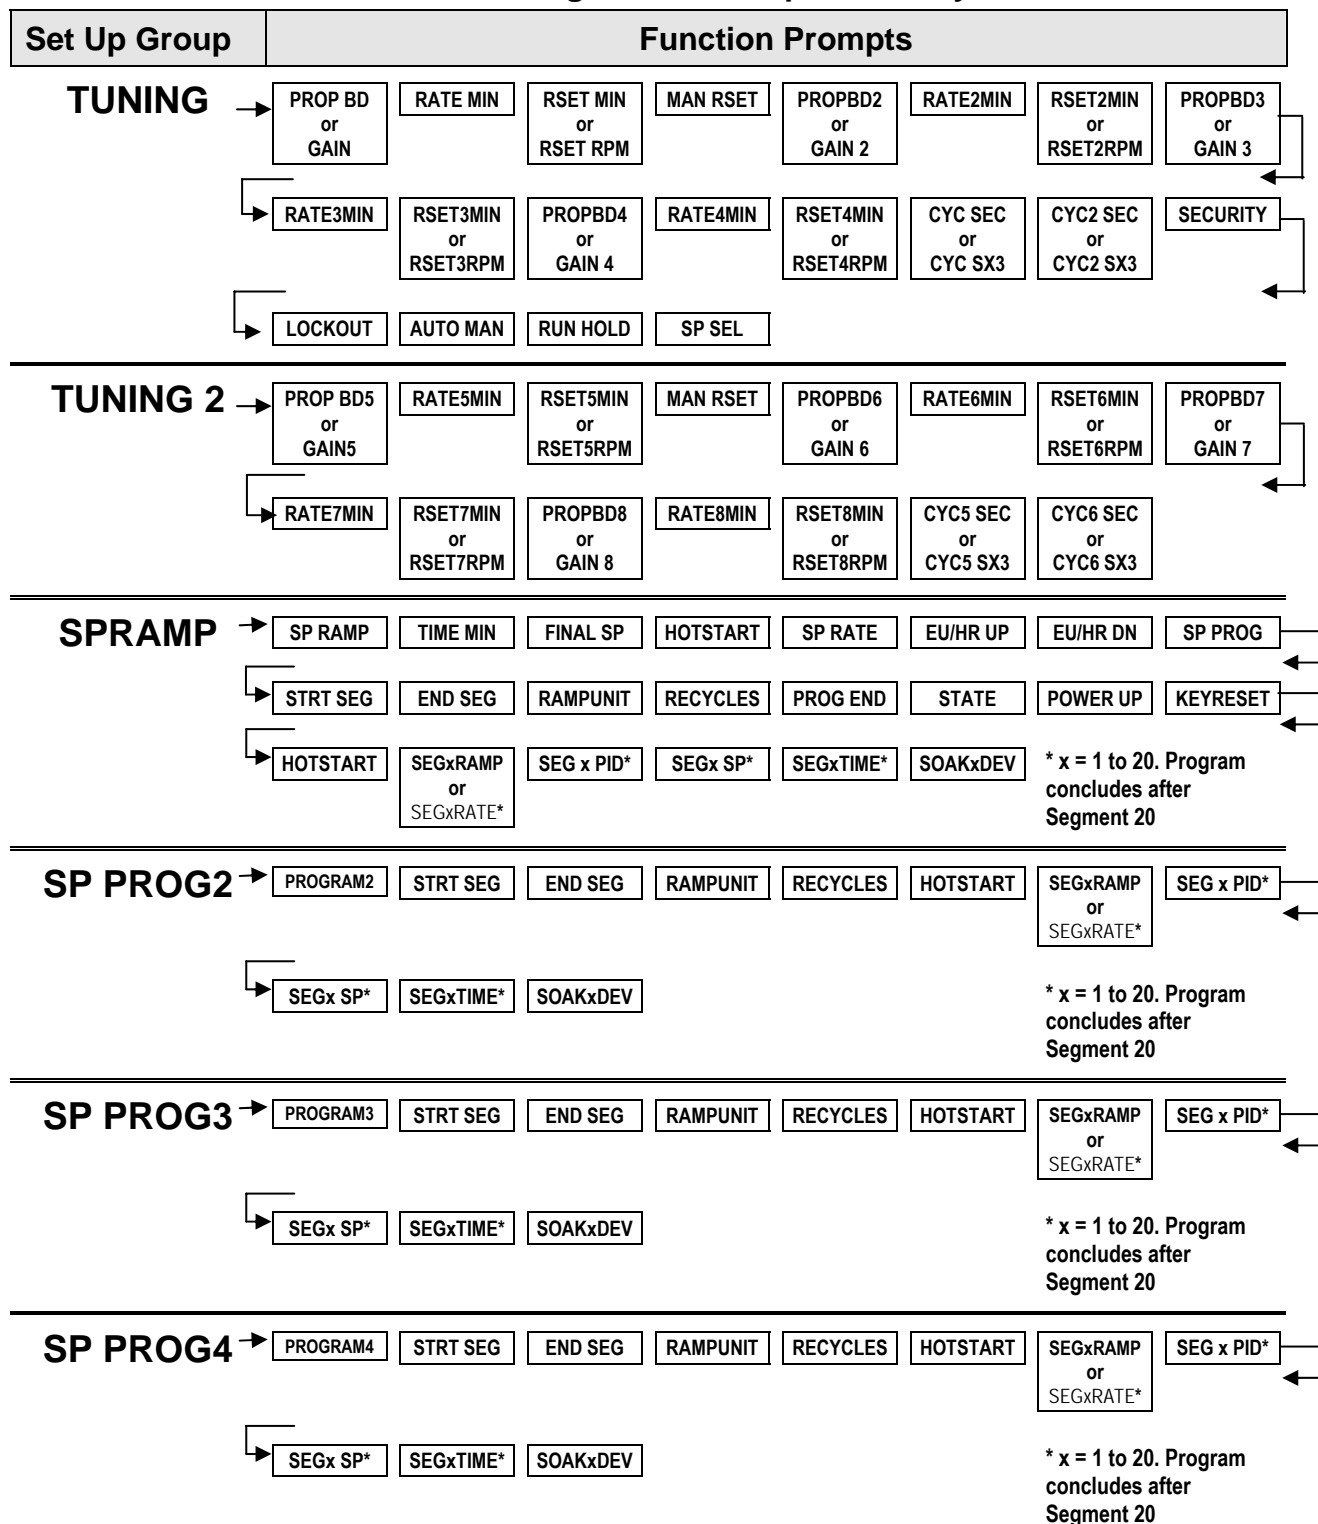 Set Up Group Function Prompts
TUNING
PROP BD or GAIN
RATE MIN
RSET MIN or RSET RPM
MAN RSET
PROPBD2 or GAIN 2
RATE2MIN
RSET2MIN or RSET2RPM
PROPBD3 or GAIN 3
RATE3MIN
RSET3MIN or RSET3RPM
PROPBD4 or GAIN 4
RATE4MIN
RSET4MIN or RSET4RPM
CYC SEC or CYC SX3
CYC2 SEC or CYC2 SX3
SECURITY
LOCKOUT
AUTO MAN
RUN HOLD
SP SEL
TUNING 2
PROP BD5 or GAIN5
RATE5MIN
RSET5MIN or RSET5RPM
MAN RSET
PROPBD6 or GAIN 6
RATE6MIN
RSET6MIN or RSET6RPM
PROPBD7 or GAIN 7
RATE7MIN
RSET7MIN or RSET7RPM
PROPBD8 or GAIN 8
RATE8MIN
RSET8MIN or RSET8RPM
CYC5 SEC or CYC5 SX3
CYC6 SEC or CYC6 SX3
SPRAMP
SP RAMP
TIME MIN
FINAL SP
HOTSTART
SP RATE
EU/HR UP
EU/HR DN
SP PROG
STRT SEG
END SEG
RAMPUNIT
RECYCLES
PROG END
STATE
POWER UP
KEYRESET
HOTSTART
SEGxRAMP or SEGxRATE*
SEG x PID*
SEGx SP*
SEGxTIME*
SOAKxDEV
* x = 1 to 20. Program
concludes after
Segment 20
SP PROG2
PROGRAM2
STRT SEG
END SEG
RAMPUNIT
RECYCLES
HOTSTART
SEGxRAMP or SEGxRATE*
SEG x PID*
SEGx SP*
SEGxTIME*
SOAKxDEV
* x = 1 to 20. Program
concludes after
Segment 20
SP PROG3
PROGRAM3
STRT SEG
END SEG
RAMPUNIT
RECYCLES
HOTSTART
SEGxRAMP or SEGxRATE*
SEG x PID*
SEGx SP*
SEGxTIME*
SOAKxDEV
* x = 1 to 20. Program
concludes after
Segment 20
SP PROG4
PROGRAM4
STRT SEG
END SEG
RAMPUNIT
RECYCLES
HOTSTART
SEGxRAMP or SEGxRATE*
SEG x PID*
SEGx SP*
SEGxTIME*
SOAKxDEV
* x = 1 to 20. Program
concludes after
Segment 20